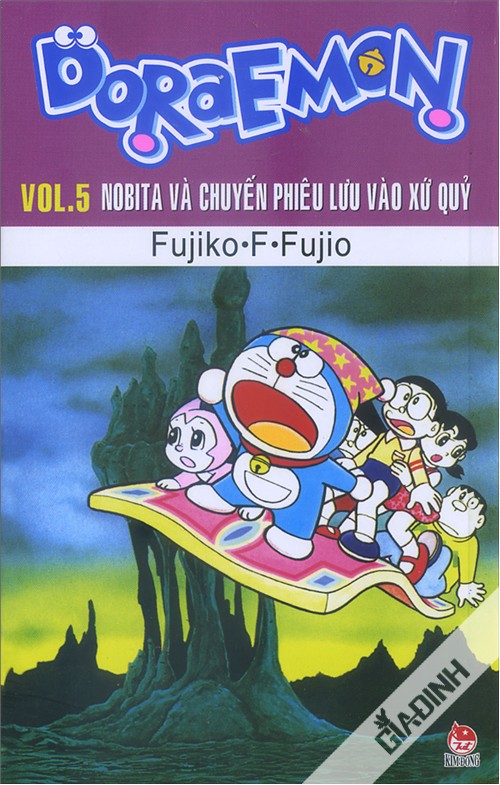 DORAEMON
VOL.5 NOBITA VÀ CHUYẾN PHIÊU LƯU VÀO XỨ QUỶ
Fujiko•F•Fujio
GIADINH
KIM ĐỒNG